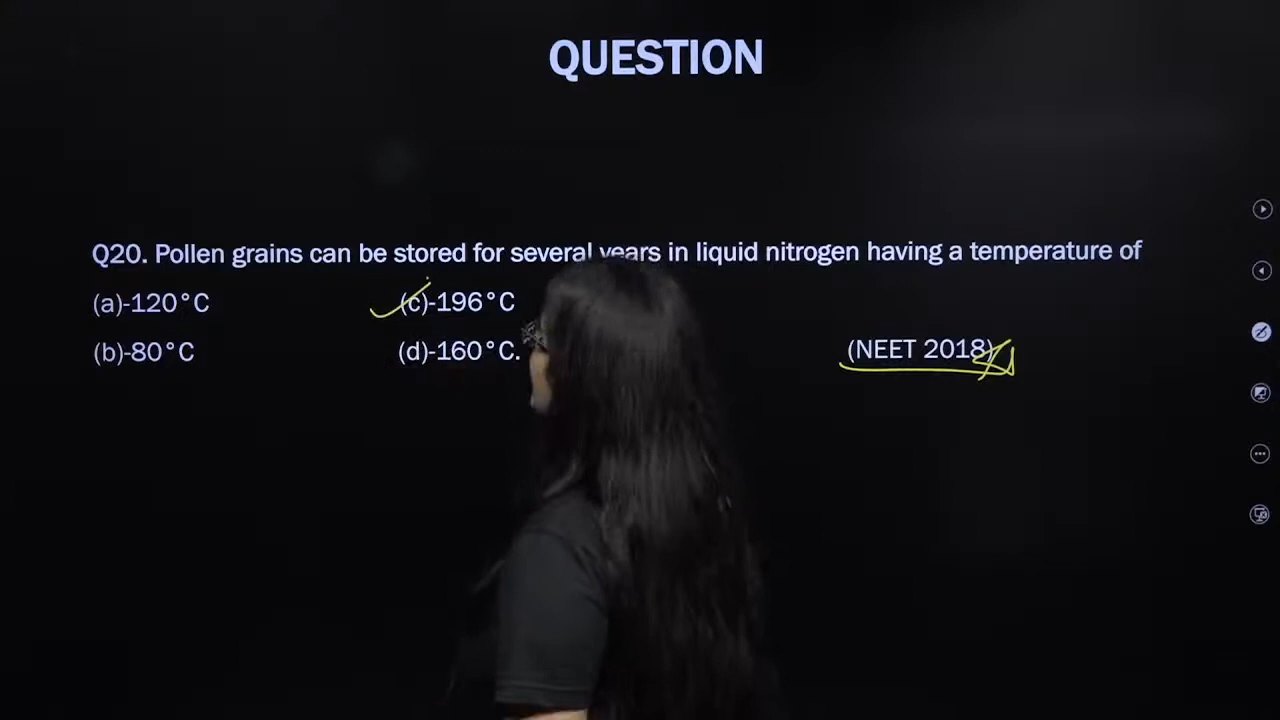 QUESTION
Q20. Pollen grains can be stored for several years in liquid nitrogen having a temperature of
(a)-120°C (c)-196°C
(b)-80°C (d)-160°C. (NEET 2018)